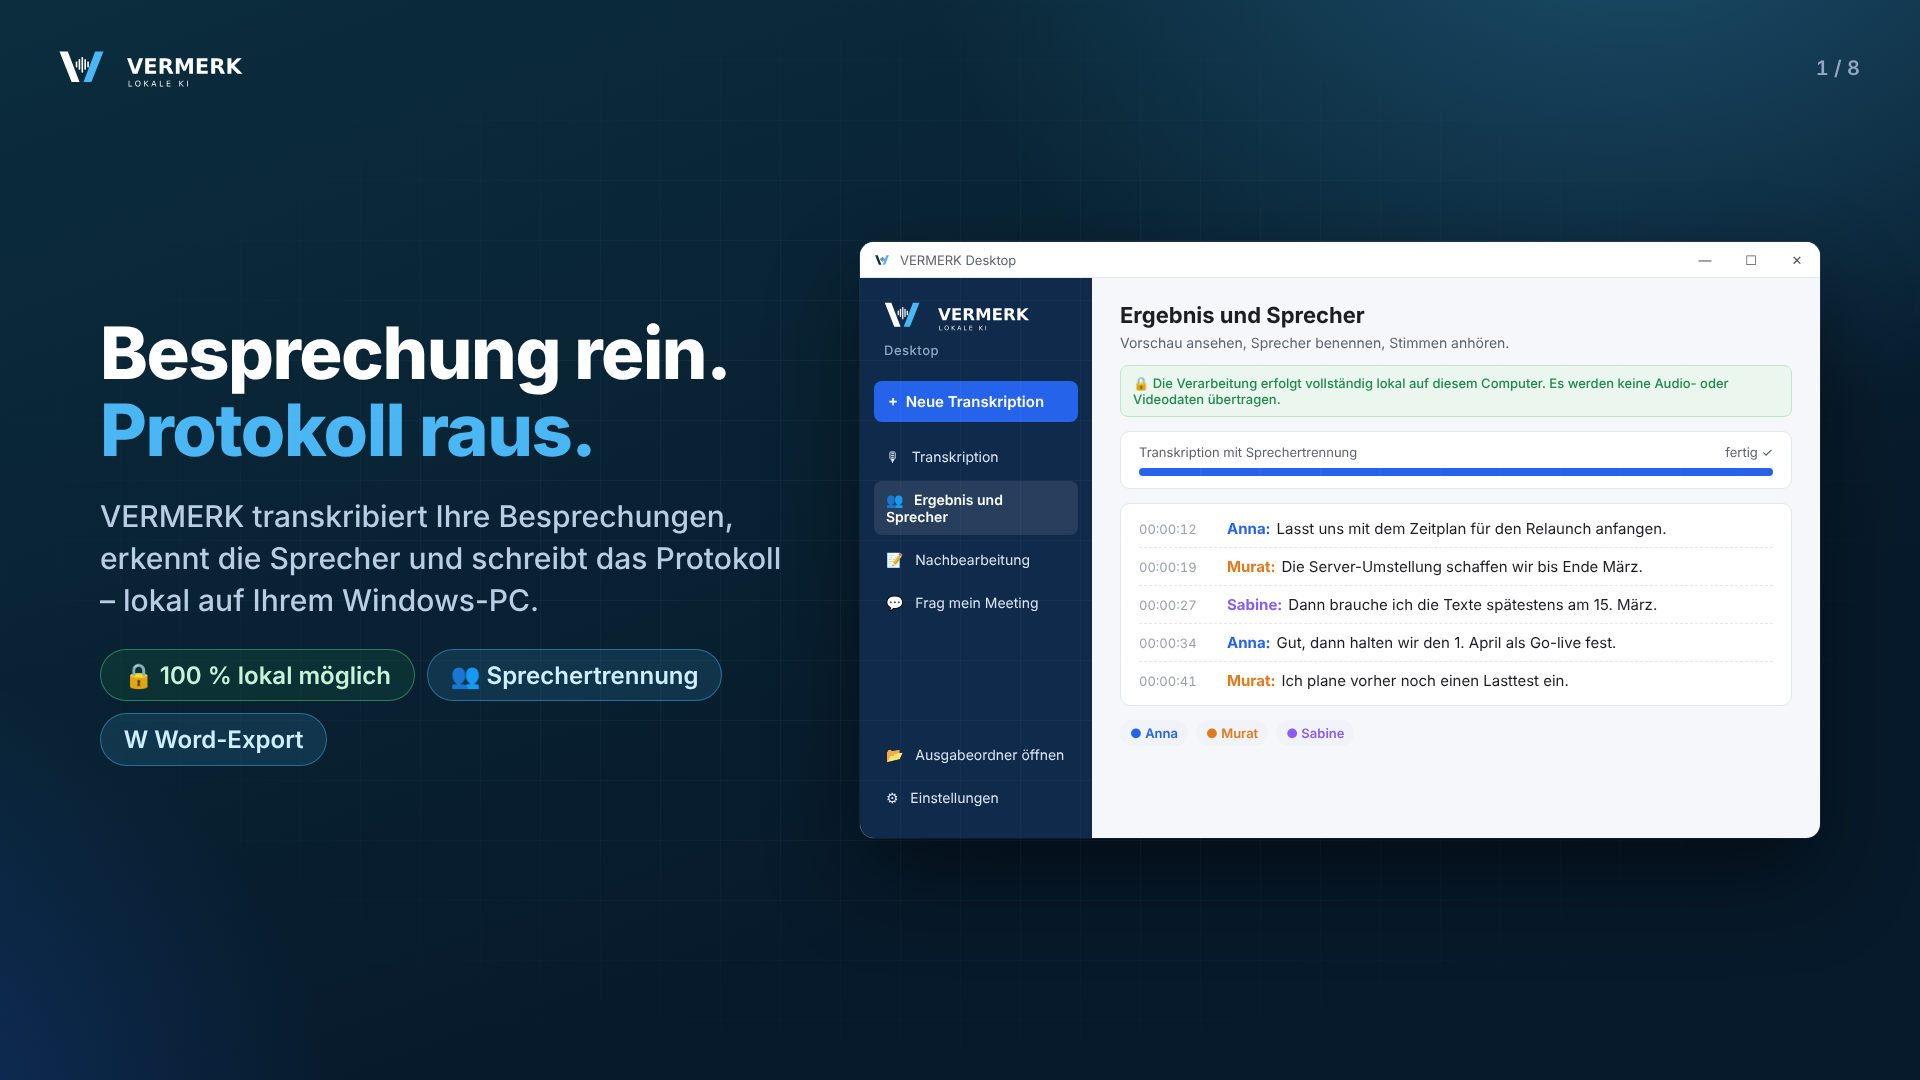 VERMERK
LOKALE KI
1 / 8
Besprechung rein.
Protokoll raus.
VERMERK transkribiert Ihre Besprechungen,
erkennt die Sprecher und schreibt das Protokoll
– lokal auf Ihrem Windows-PC.
🔒 100 % lokal möglich
👥 Sprechertrennung
W Word-Export
VERMERK Desktop
VERMERK
LOKALE KI
Desktop
+ Neue Transkription
Transkription
Ergebnis und
Sprecher
Nachbearbeitung
Frag mein Meeting
Ausgabeordner öffnen
Einstellungen
Ergebnis und Sprecher
Vorschau ansehen, Sprecher benennen, Stimmen anhören.
🔒 Die Verarbeitung erfolgt vollständig lokal auf diesem Computer. Es werden keine Audio- oder
Videodaten übertragen.
Transkription mit Sprechertrennung fertig ✓
00:00:12 Anna: Lasst uns mit dem Zeitplan für den Relaunch anfangen.
00:00:19 Murat: Die Server-Umstellung schaffen wir bis Ende März.
00:00:27 Sabine: Dann brauche ich die Texte spätestens am 15. März.
00:00:34 Anna: Gut, dann halten wir den 1. April als Go-live fest.
00:00:41 Murat: Ich plane vorher noch einen Lasttest ein.
Anna Murat Sabine